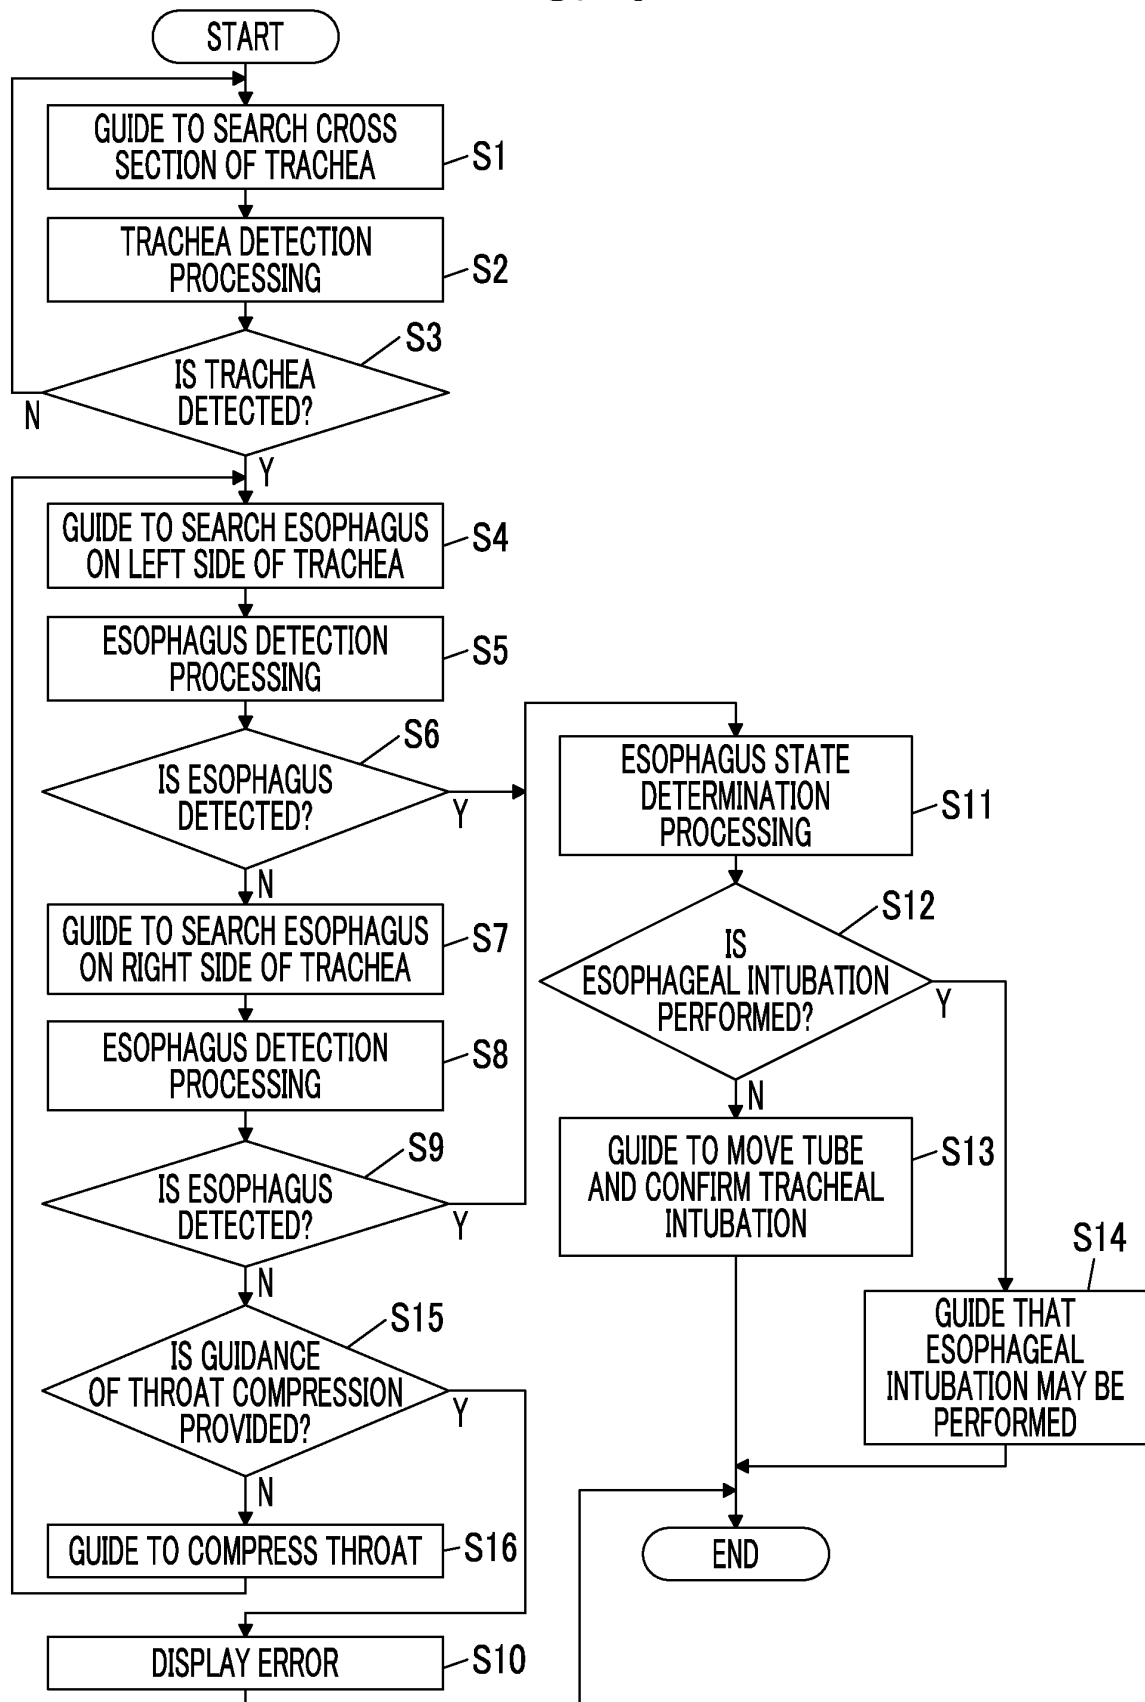 START
GUIDE TO SEARCH CROSS
SECTION OF TRACHEA
S1
TRACHEA DETECTION
PROCESSING
S2
S3
IS TRACHEA
DETECTED?
N
Y
GUIDE TO SEARCH ESOPHAGUS
ON LEFT SIDE OF TRACHEA
S4
ESOPHAGUS DETECTION
PROCESSING
S5
S6
IS ESOPHAGUS
DETECTED?
Y
N
GUIDE TO SEARCH ESOPHAGUS
ON RIGHT SIDE OF TRACHEA
S7
ESOPHAGUS DETECTION
PROCESSING
S8
S9
IS ESOPHAGUS
DETECTED?
Y
N
S15
IS GUIDANCE
OF THROAT COMPRESSION
PROVIDED?
Y
N
GUIDE TO COMPRESS THROAT
S16
DISPLAY ERROR
S10
ESOPHAGUS STATE
DETERMINATION
PROCESSING
S11
S12
IS
ESOPHAGEAL INTUBATION
PERFORMED?
Y
N
GUIDE TO MOVE TUBE
AND CONFIRM TRACHEAL
INTUBATION
S13
S14
GUIDE THAT
ESOPHAGEAL
INTUBATION MAY BE
PERFORMED
END